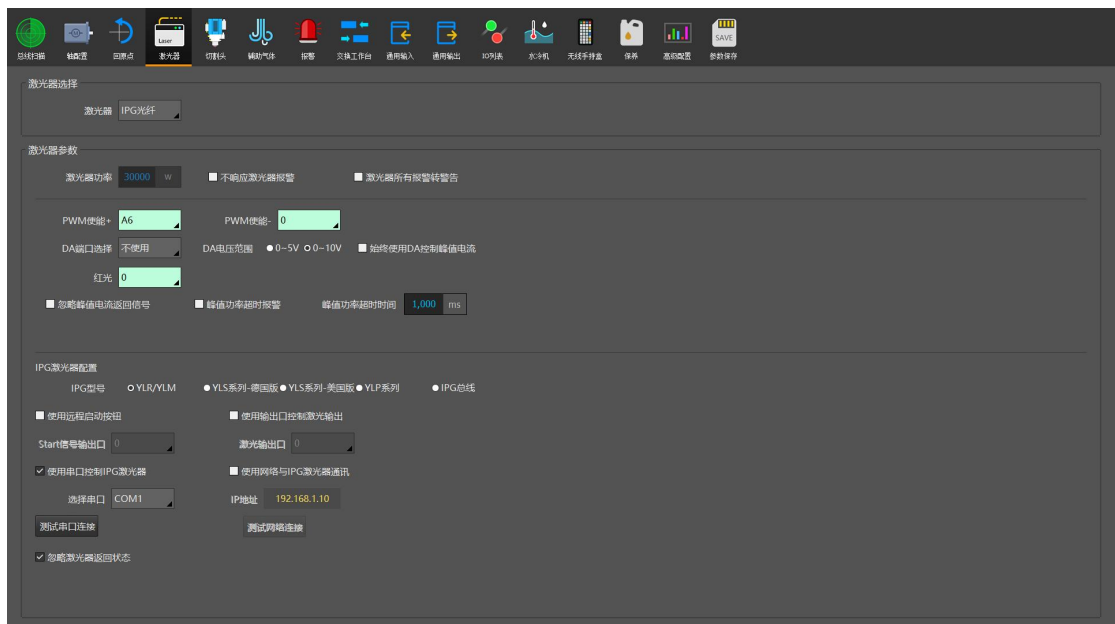 Laser
SAVE
总线扫描 轴配置 回原点 激光器 切割头 辅助气体 报警 交换工作台 通用输入 通用输出 IO列表 水冷机 无线手持盒 保养 高级配置 参数保存
激光器选择
激光器 IPG光纤
激光器参数
激光器功率 30000 W 不响应激光器报警 激光器所有报警转警告
PWM使能+ A6 PWM使能- 0
DA端口选择 不使用 DA电压范围 0~5V 0~10V 始终使用DA控制峰值电流
红光 0
忽略峰值电流返回信号 峰值功率超时报警 峰值功率超时时间 1,000 ms
IPG激光器配置
IPG型号 YLR/YLM YLS系列-德国版 YLS系列-美国版 YLP系列 IPG总线
使用远程启动按钮 使用输出口控制激光输出
Start信号输出口 0 激光输出口 0
使用串口控制IPG激光器 使用网络与IPG激光器通讯
选择串口 COM1 IP地址 192.168.1.10
测试串口连接 测试网络连接
忽略激光器返回状态